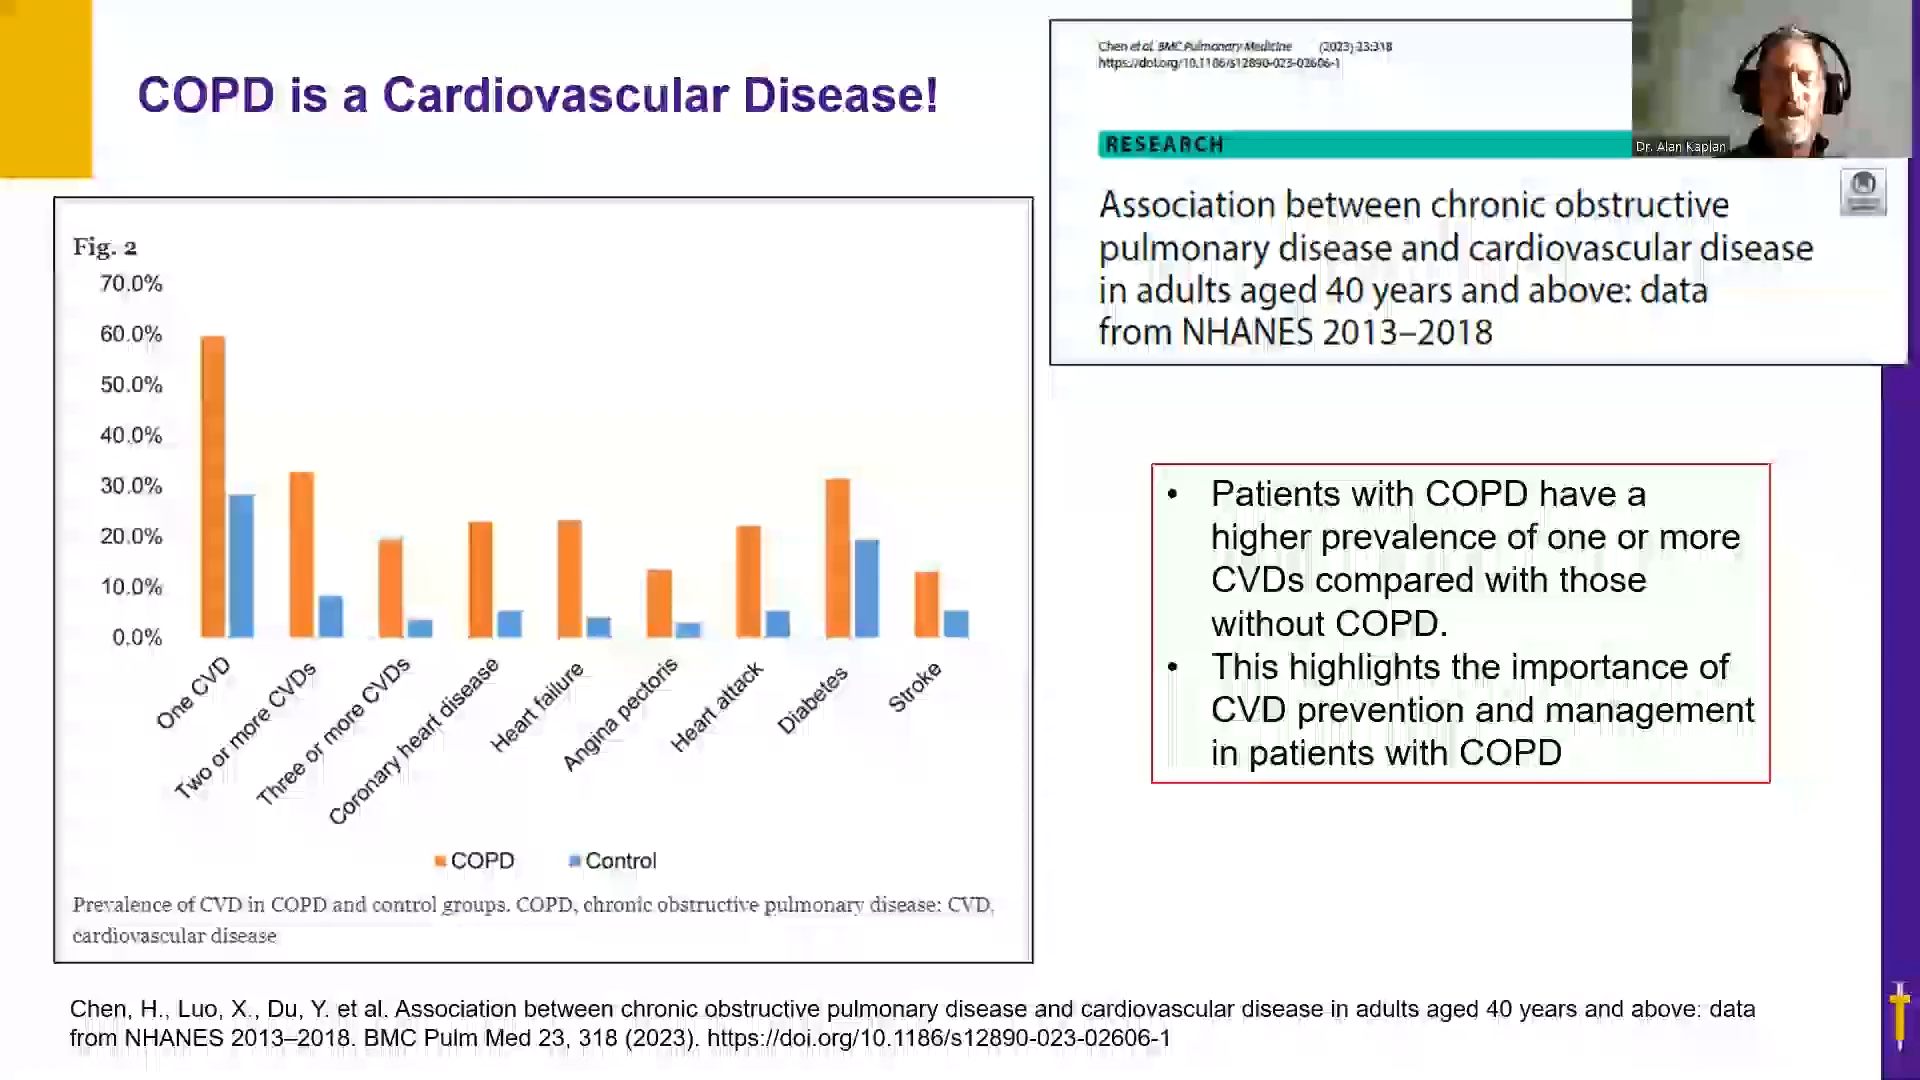 COPD is a Cardiovascular Disease!
Chen et al. BMC Pulmonary Medicine (2023) 23:318
https://doi.org/10.1186/s12890-023-02606-1
Dr. Alan Kaplan
RESEARCH
Association between chronic obstructive
pulmonary disease and cardiovascular disease
in adults aged 40 years and above: data
from NHANES 2013–2018
Fig. 2
70.0%
60.0%
50.0%
40.0%
30.0%
20.0%
10.0%
0.0%
One CVD
Two or more CVDs
Three or more CVDs
Coronary heart disease
Heart failure
Angina pectoris
Heart attack
Diabetes
Stroke
COPD Control
Prevalence of CVD in COPD and control groups. COPD, chronic obstructive pulmonary disease: CVD,
cardiovascular disease
• Patients with COPD have a
higher prevalence of one or more
CVDs compared with those
without COPD.
• This highlights the importance of
CVD prevention and management
in patients with COPD
Chen, H., Luo, X., Du, Y. et al. Association between chronic obstructive pulmonary disease and cardiovascular disease in adults aged 40 years and above: data
from NHANES 2013–2018. BMC Pulm Med 23, 318 (2023). https://doi.org/10.1186/s12890-023-02606-1